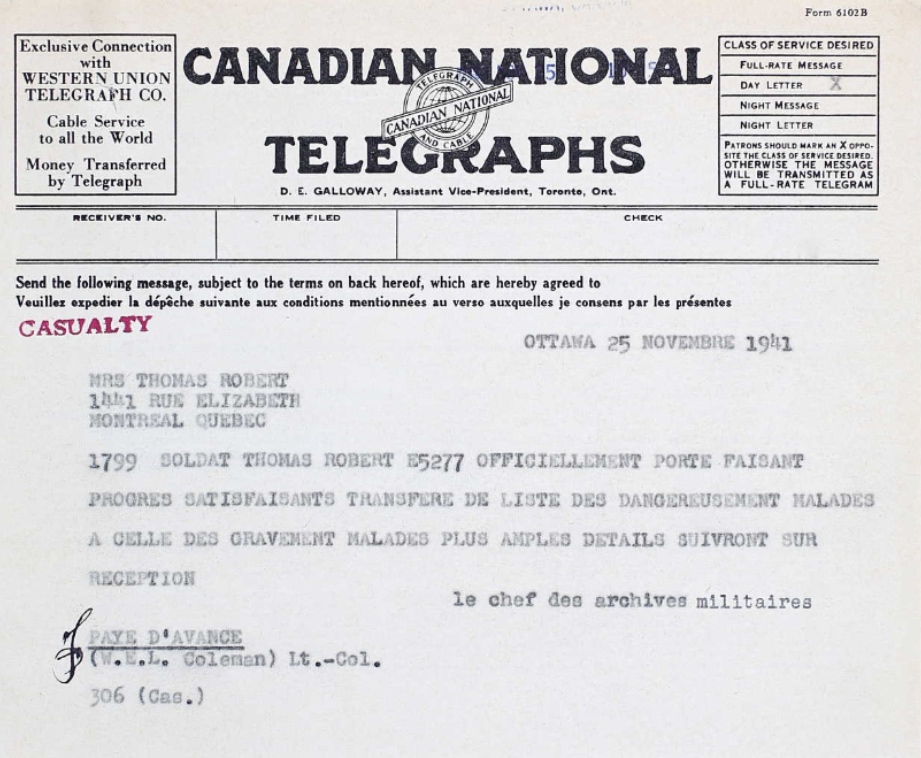 Form 6102B
Exclusive Connection
with
WESTERN UNION
TELEGRAPH CO.
Cable Service
to all the World
Money Transferred
by Telegraph
CANADIAN NATIONAL
TELEGRAPH
CANADIAN NATIONAL
AND CABLE
TELEGRAPHS
D. E. GALLOWAY, Assistant Vice-President, Toronto, Ont.
CLASS OF SERVICE DESIRED
FULL-RATE MESSAGE
DAY LETTER X
NIGHT MESSAGE
NIGHT LETTER
PATRONS SHOULD MARK AN X OPPO-
SITE THE CLASS OF SERVICE DESIRED.
OTHERWISE THE MESSAGE
WILL BE TRANSMITTED AS
A FULL-RATE TELEGRAM
RECEIVER'S NO. TIME FILED CHECK
Send the following message, subject to the terms on back hereof, which are hereby agreed to
Veuillez expedier la dépêche suivante aux conditions mentionnées au verso auxquelles je consens par les présentes
CASUALTY
OTTAWA 25 NOVEMBRE 1941
MRS THOMAS ROBERT
1441 RUE ELIZABETH
MONTREAL QUEBEC
1799 SOLDAT THOMAS ROBERT E5277 OFFICIELLEMENT PORTE FAISANT
PROGRES SATISFAISANTS TRANSFERE DE LISTE DES DANGEREUSEMENT MALADES
A CELLE DES GRAVEMENT MALADES PLUS AMPLES DETAILS SUIVRONT SUR
RECEPTION
le chef des archives militaires
PAYE D'AVANCE
(W.E.L. Coleman) Lt.-Col.
306 (Cas.)